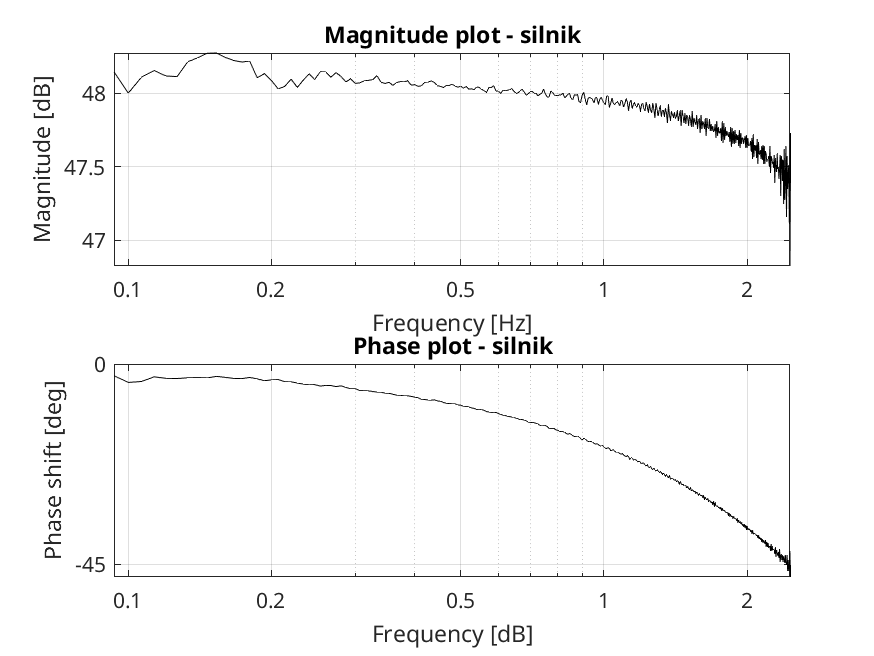 Magnitude plot - silnik
Magnitude [dB]
48
47.5
47
0.1 0.2 0.5 1 2
Frequency [Hz]
Phase plot - silnik
Phase shift [deg]
0
-45
0.1 0.2 0.5 1 2
Frequency [dB]